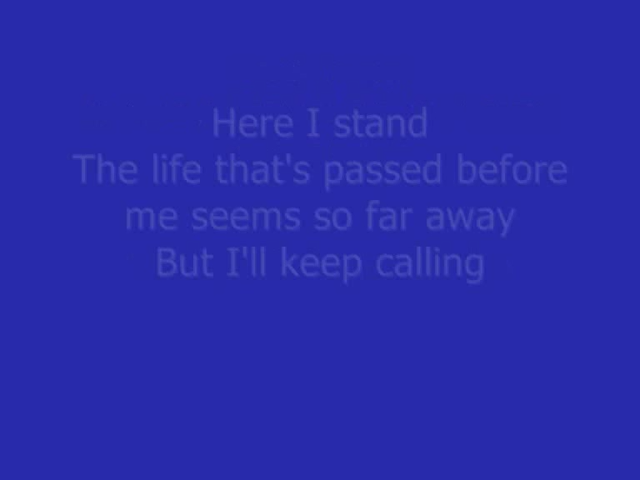 Here I stand
The life that's passed before
me seems so far away
But I'll keep calling